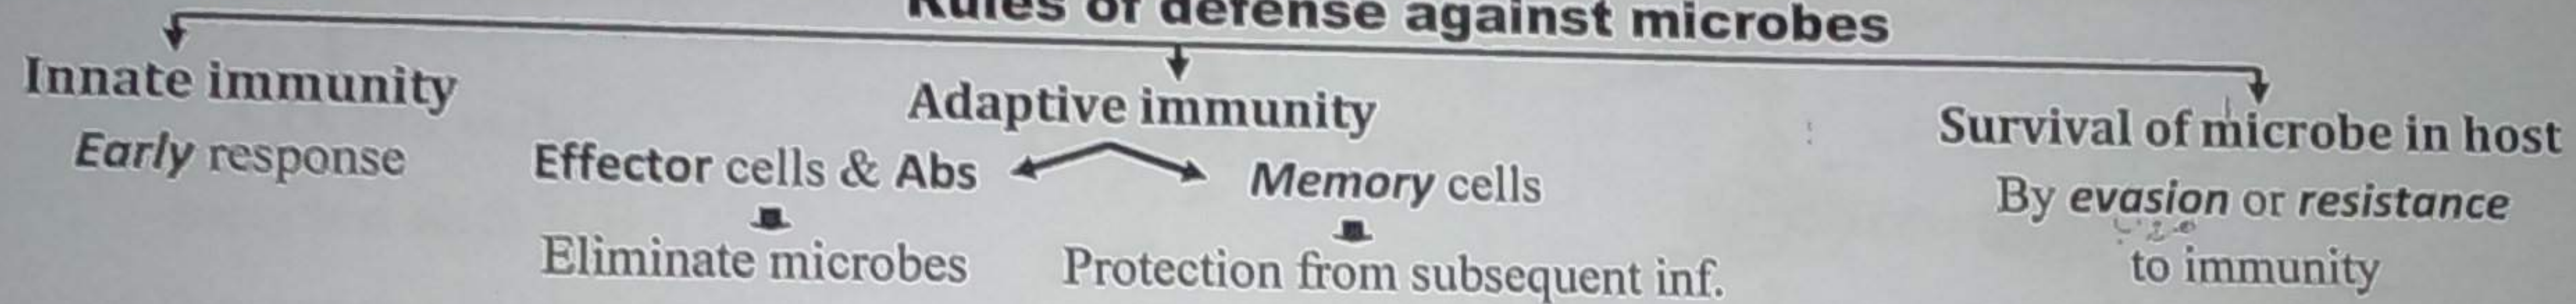 Rules of defense against microbes
Innate immunity
Early response
Adaptive immunity
Effector cells & Abs
Eliminate microbes
Memory cells
Protection from subsequent inf.
Survival of microbe in host
By evasion or resistance
to immunity